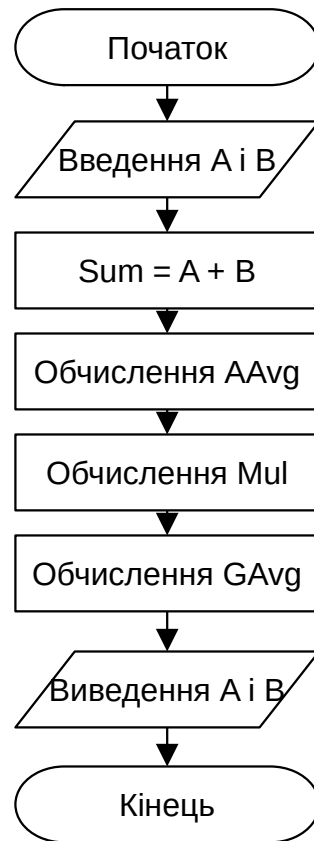 Початок
Введення A і B
Sum = A + B
Обчислення AAvg
Обчислення Mul
Обчислення GAvg
Виведення A і B
Кінець